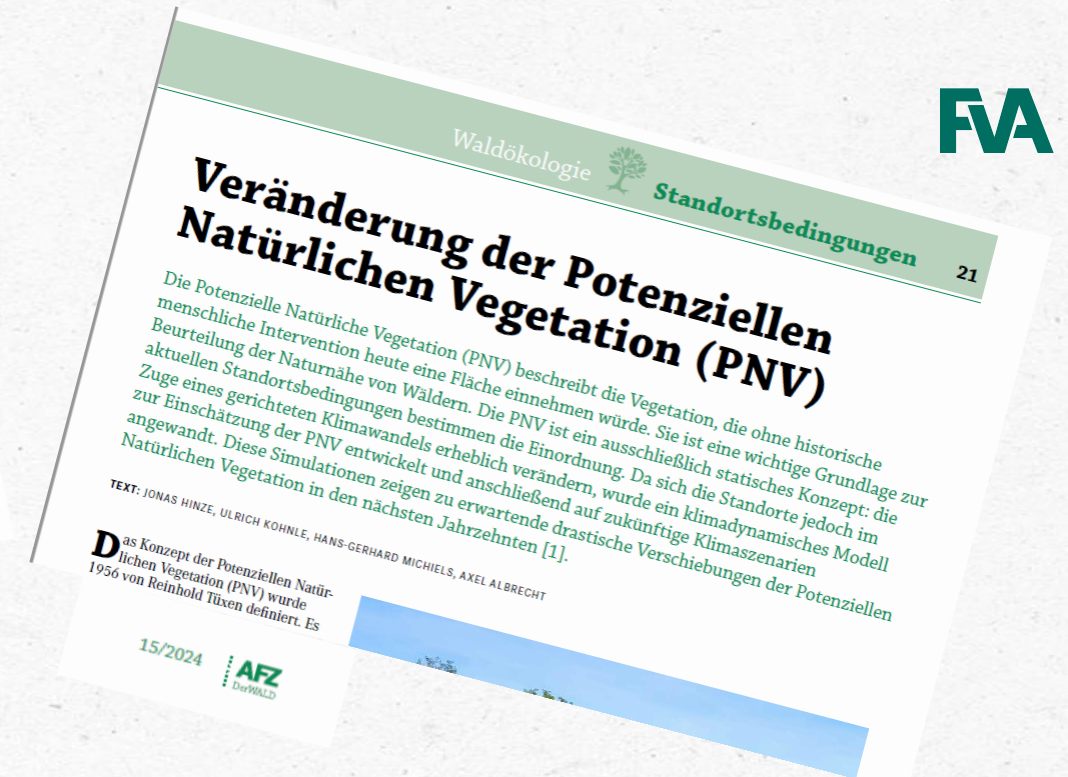 FVA
Waldökologie
Standortsbedingungen
21
Veränderung der Potenziellen
Natürlichen Vegetation (PNV)
Die Potenzielle Natürliche Vegetation (PNV) beschreibt die Vegetation, die ohne historische
menschliche Intervention heute eine Fläche einnehmen würde. Sie ist eine wichtige Grundlage zur
Beurteilung der Naturnähe von Wäldern. Die PNV ist ein ausschließlich statisches Konzept: die
aktuellen Standortsbedingungen bestimmen die Einordnung. Da sich die Standorte jedoch im
Zuge eines gerichteten Klimawandels erheblich verändern, wurde ein klimadynamisches Modell
zur Einschätzung der PNV entwickelt und anschließend auf zukünftige Klimaszenarien
angewandt. Diese Simulationen zeigen zu erwartende drastische Verschiebungen der Potenziellen
Natürlichen Vegetation in den nächsten Jahrzehnten [1].
TEXT: JONAS HINZE, ULRICH KOHNLE, HANS-GERHARD MICHIELS, AXEL ALBRECHT
Das Konzept der Potenziellen Natür-
lichen Vegetation (PNV) wurde
1956 von Reinhold Tüxen definiert. Es
15/2024
AFZ
DerWALD